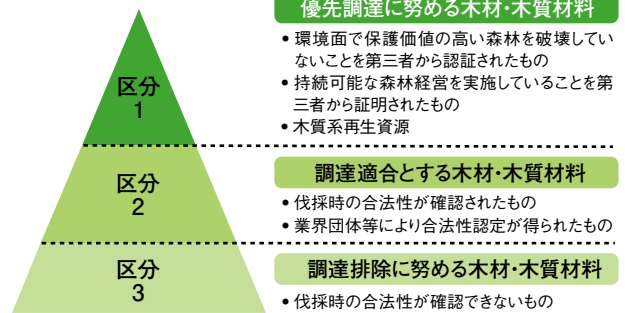 優先調達に努める木材・木質材料
• 環境面で保護価値の高い森林を破壊してい
ないことを第三者から認証されたもの
• 持続可能な森林経営を実施していることを第
三者から証明されたもの
• 木質系再生資源
区分
1
調達適合とする木材・木質材料
• 伐採時の合法性が確認されたもの
• 業界団体等により合法性認定が得られたもの
区分
2
調達排除に努める木材・木質材料
• 伐採時の合法性が確認できないもの
区分
3